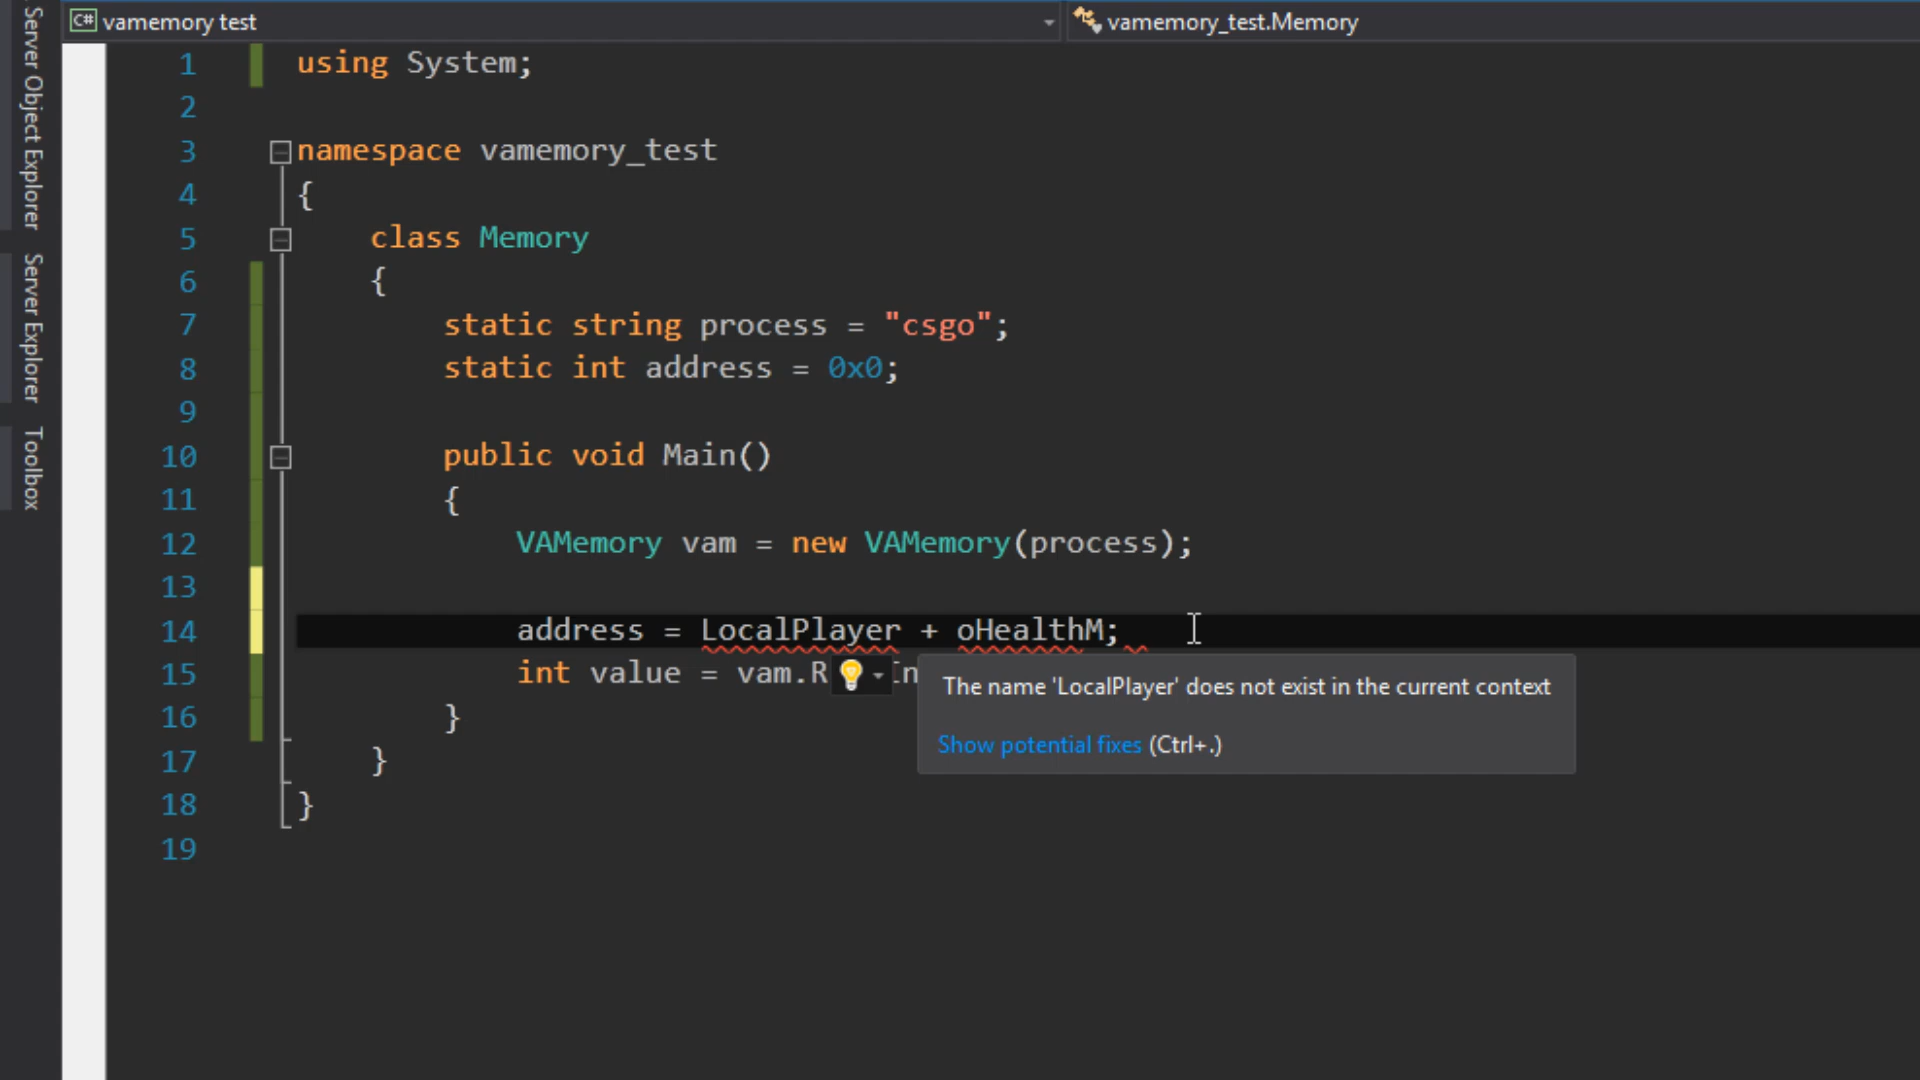 vamemory test
vamemory_test.Memory
Server Object Explorer
Server Explorer
Toolbox
1 using System;
2
3 namespace vamemory_test
4 {
5 class Memory
6 {
7 static string process = "csgo";
8 static int address = 0x0;
9
10 public void Main()
11 {
12 VAMemory vam = new VAMemory(process);
13
14 address = LocalPlayer + oHealthM;
15 int value = vam.R
The name 'LocalPlayer' does not exist in the current context
Show potential fixes (Ctrl+.)
16 }
17 }
18 }
19